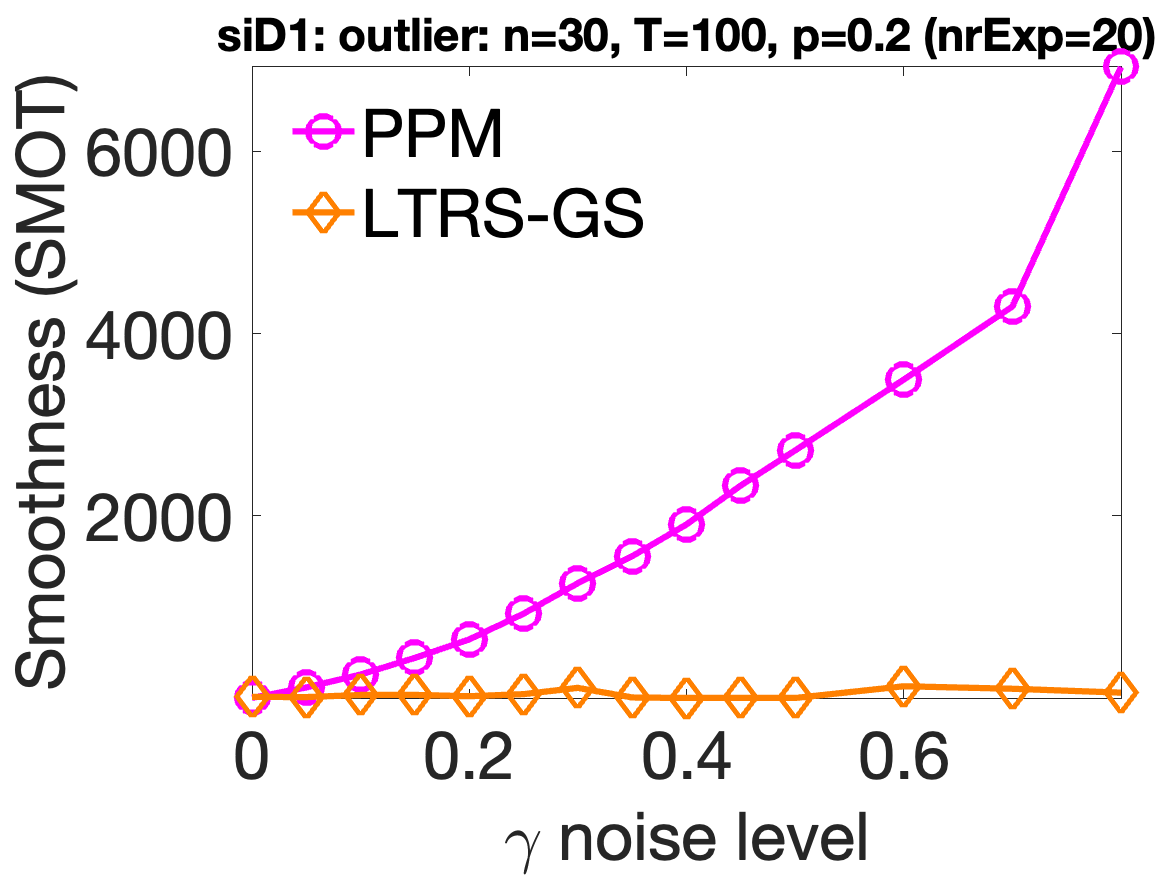 siD1: outlier: n=30, T=100, p=0.2 (nrExp=20)
PPM
LTRS-GS
Smoothness (SMOT)
6000
4000
2000
0
0.2
0.4
0.6
γ noise level